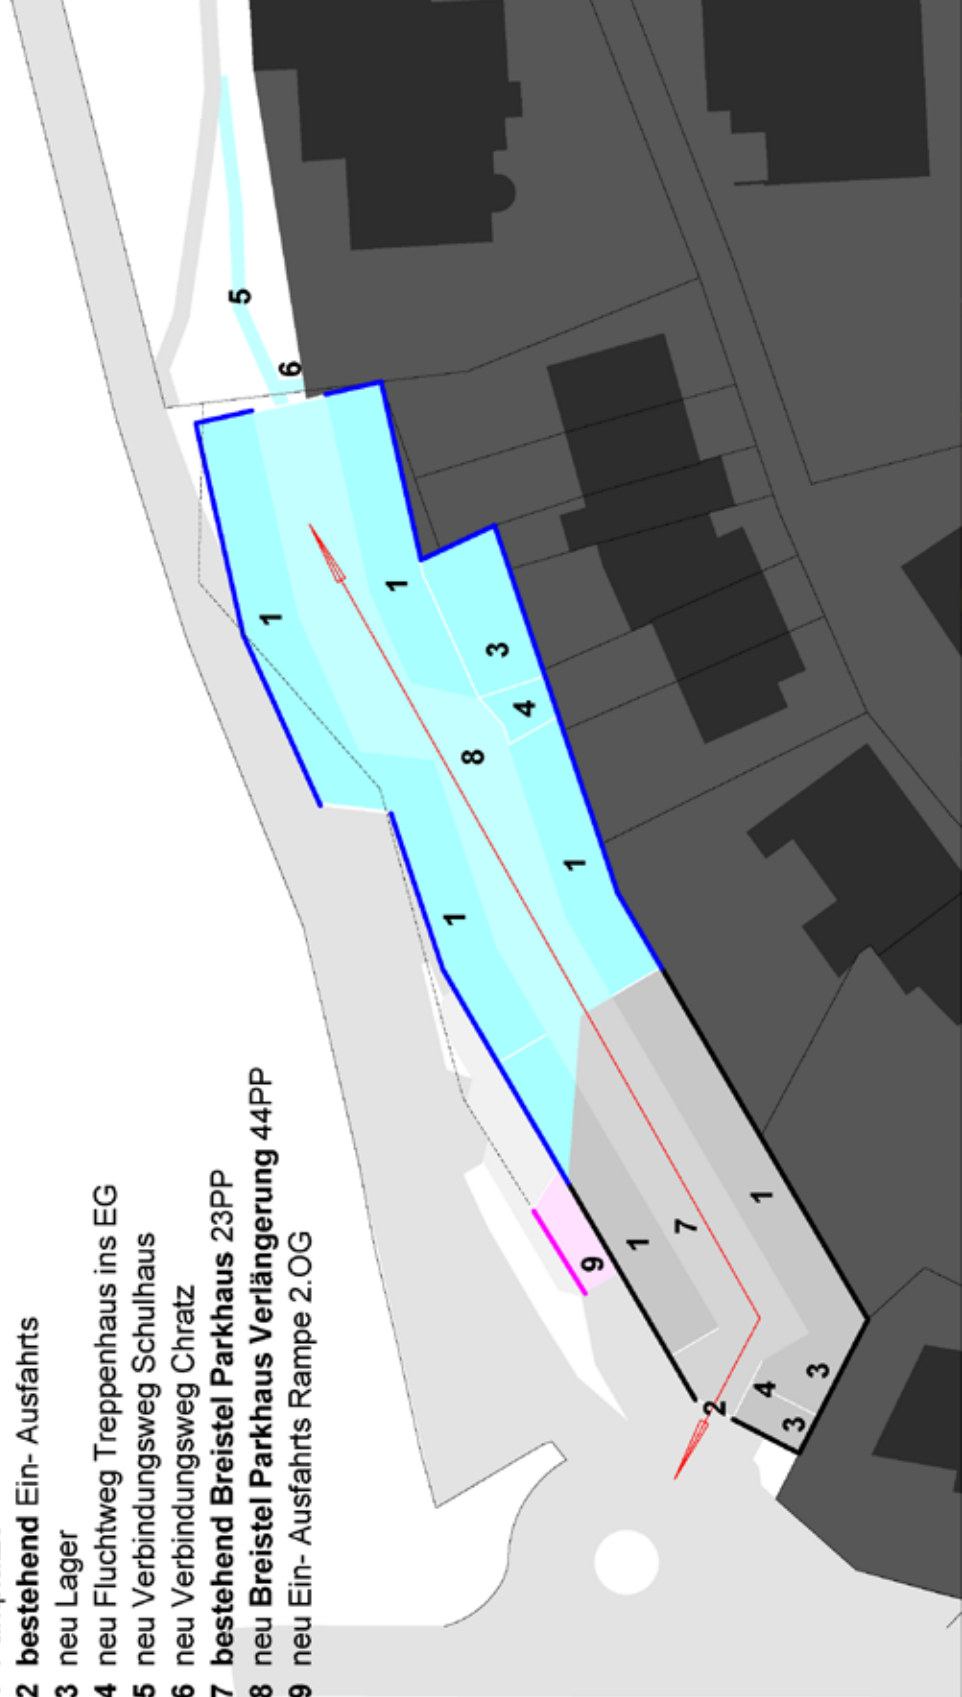 2 bestehend Ein- Ausfahrts
3 neu Lager
4 neu Fluchtweg Treppenhaus ins EG
5 neu Verbindungsweg Schulhaus
6 neu Verbindungsweg Chratz
7 bestehend Breistel Parkhaus 23PP
8 neu Breistel Parkhaus Verlängerung 44PP
9 neu Ein- Ausfahrts Rampe 2.OG
2
3
4
3
9
1
7
1
1
1
8
4
3
1
1
6
5